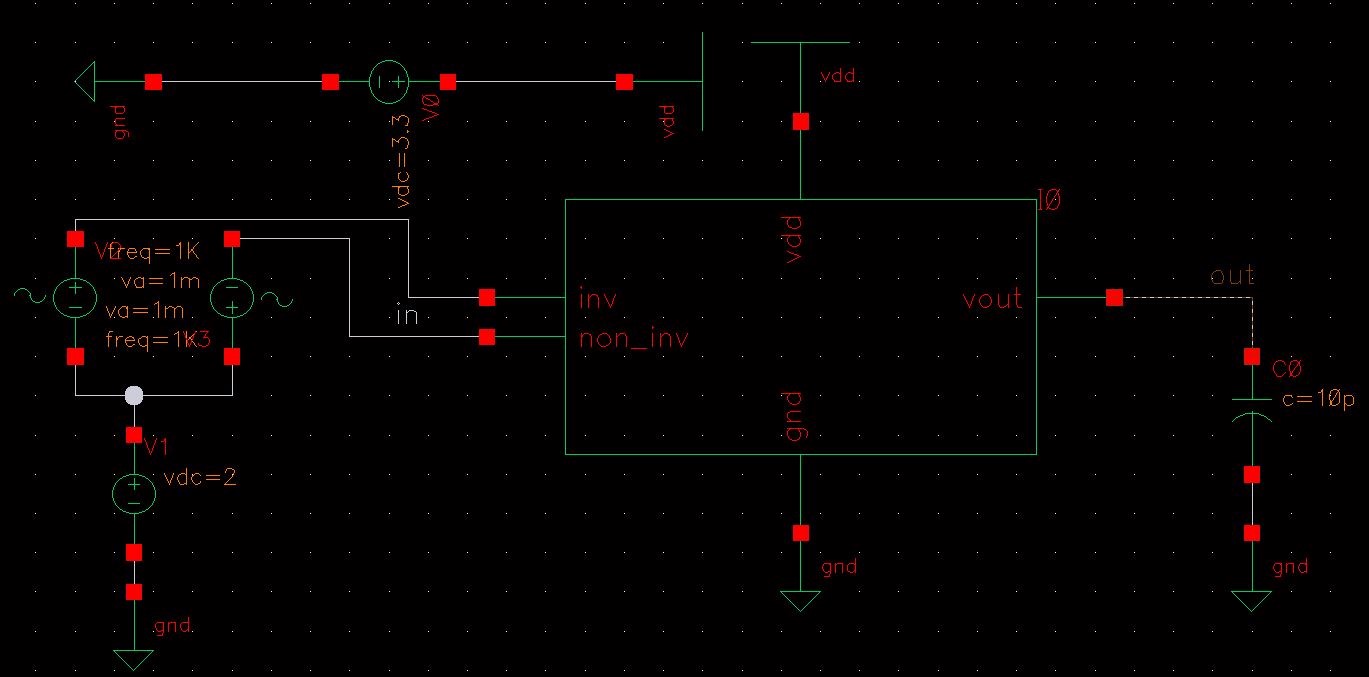 gnd
V0
vdc=3.3
vdd
vdd
I0
V2
freq=1K
va=1m
va=1m
freq=1K
V3
in
inv
non_inv
vdd
gnd
vout
out
C0
c=10p
V1
vdc=2
gnd
gnd
gnd